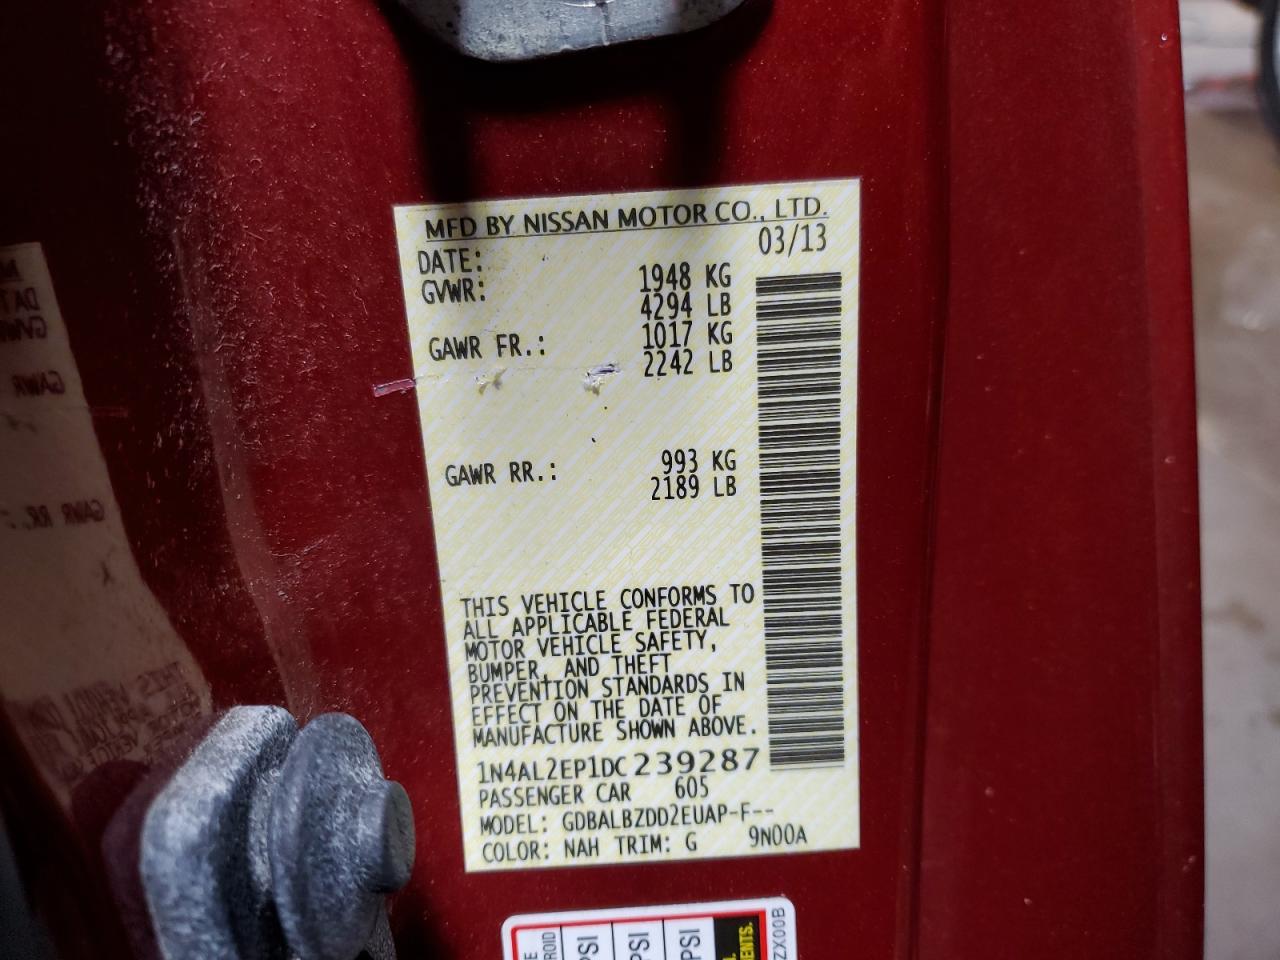 MFD BY NISSAN MOTOR CO., LTD.
DATE: 03/13
GVWR: 1948 KG
4294 LB
GAWR FR.: 1017 KG
2242 LB
GAWR RR.: 993 KG
2189 LB
THIS VEHICLE CONFORMS TO
ALL APPLICABLE FEDERAL
MOTOR VEHICLE SAFETY,
BUMPER, AND THEFT
PREVENTION STANDARDS IN
EFFECT ON THE DATE OF
MANUFACTURE SHOWN ABOVE.
1N4AL2EP1DC239287
PASSENGER CAR 605
MODEL: GDBALBZDD2EUAP-F--
COLOR: NAH TRIM: G 9N00A
PSI
PSI
PSI
ZX00B